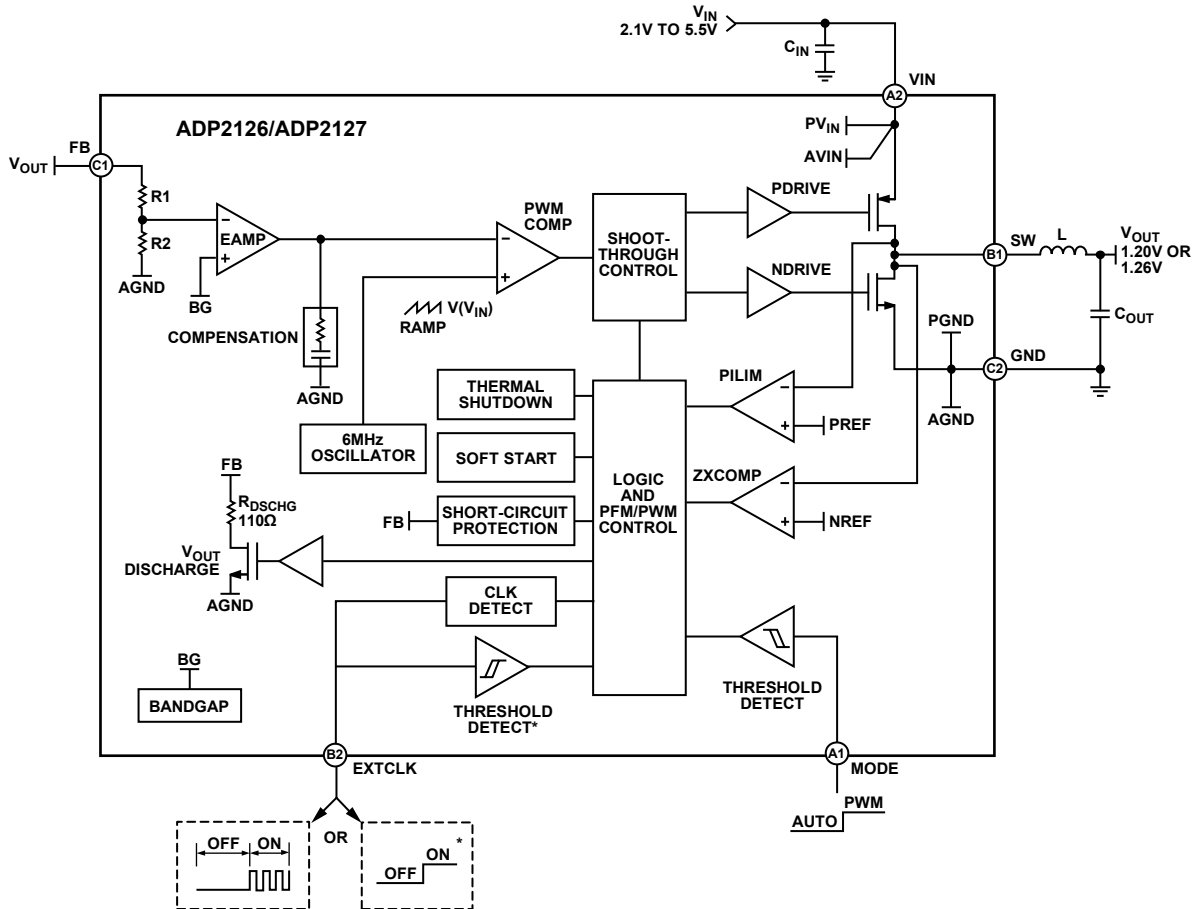 VIN
2.1V TO 5.5V
CIN
VIN
A2
ADP2126/ADP2127
PVIN
AVIN
FB
VOUT
C1
R1
R2
AGND
EAMP
−
+
BG
COMPENSATION
AGND
PWM
COMP
−
+
V(VIN)
RAMP
6MHz
OSCILLATOR
SHOOT-
THROUGH
CONTROL
PDRIVE
NDRIVE
SW
B1
L
VOUT
1.20V OR
1.26V
COUT
PGND
GND
C2
AGND
THERMAL
SHUTDOWN
SOFT START
FB
SHORT-CIRCUIT
PROTECTION
LOGIC
AND
PFM/PWM
CONTROL
PILIM
−
+
PREF
ZXCOMP
−
+
NREF
FB
RDSCHG
110Ω
VOUT
DISCHARGE
AGND
CLK
DETECT
BG
BANDGAP
THRESHOLD
DETECT*
THRESHOLD
DETECT
B2
EXTCLK
A1
MODE
OFF
ON
OR
OFF
ON
*
AUTO
PWM